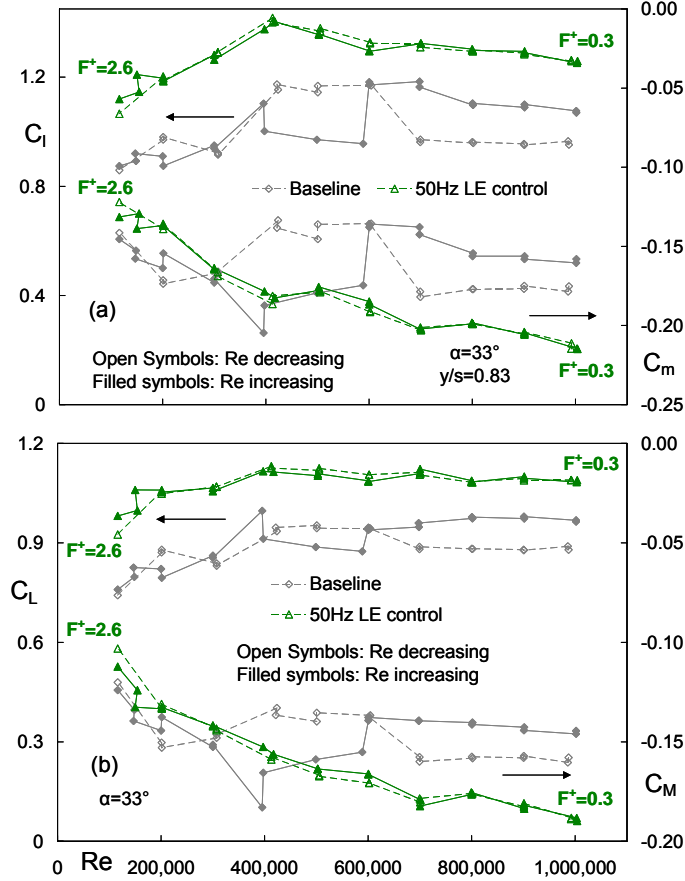 0.00
1.2
F⁺=0.3
F⁺=2.6
-0.05
Cl
-0.10
0.8
F⁺=2.6
Baseline
50Hz LE control
-0.15
0.4
(a)
-0.20
Open Symbols: Re decreasing
Filled symbols: Re increasing
α=33°
y/s=0.83
Cm
F⁺=0.3
0
-0.25
1.2
0.00
F⁺=0.3
0.9
F⁺=2.6
-0.05
CL
Baseline
50Hz LE control
0.6
F⁺=2.6
-0.10
Open Symbols: Re decreasing
Filled symbols: Re increasing
0.3
-0.15
(b)
α=33°
CM
F⁺=0.3
0
-0.20
0
Re
200,000
400,000
600,000
800,000
1,000,000